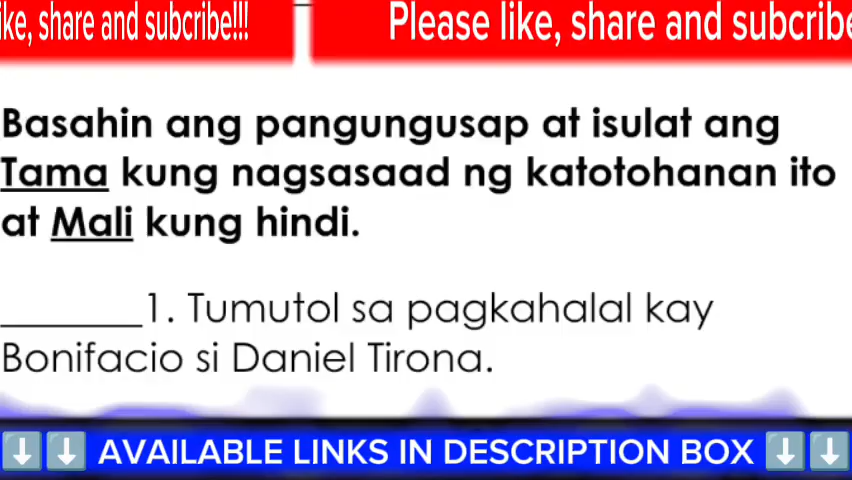 ike, share and subcribe!!! Please like, share and subcribe
Basahin ang pangungusap at isulat ang
Tama kung nagsasaad ng katotohanan ito
at Mali kung hindi.
_______1. Tumutol sa pagkahalal kay
Bonifacio si Daniel Tirona.
⬇️⬇️ AVAILABLE LINKS IN DESCRIPTION BOX ⬇️⬇️